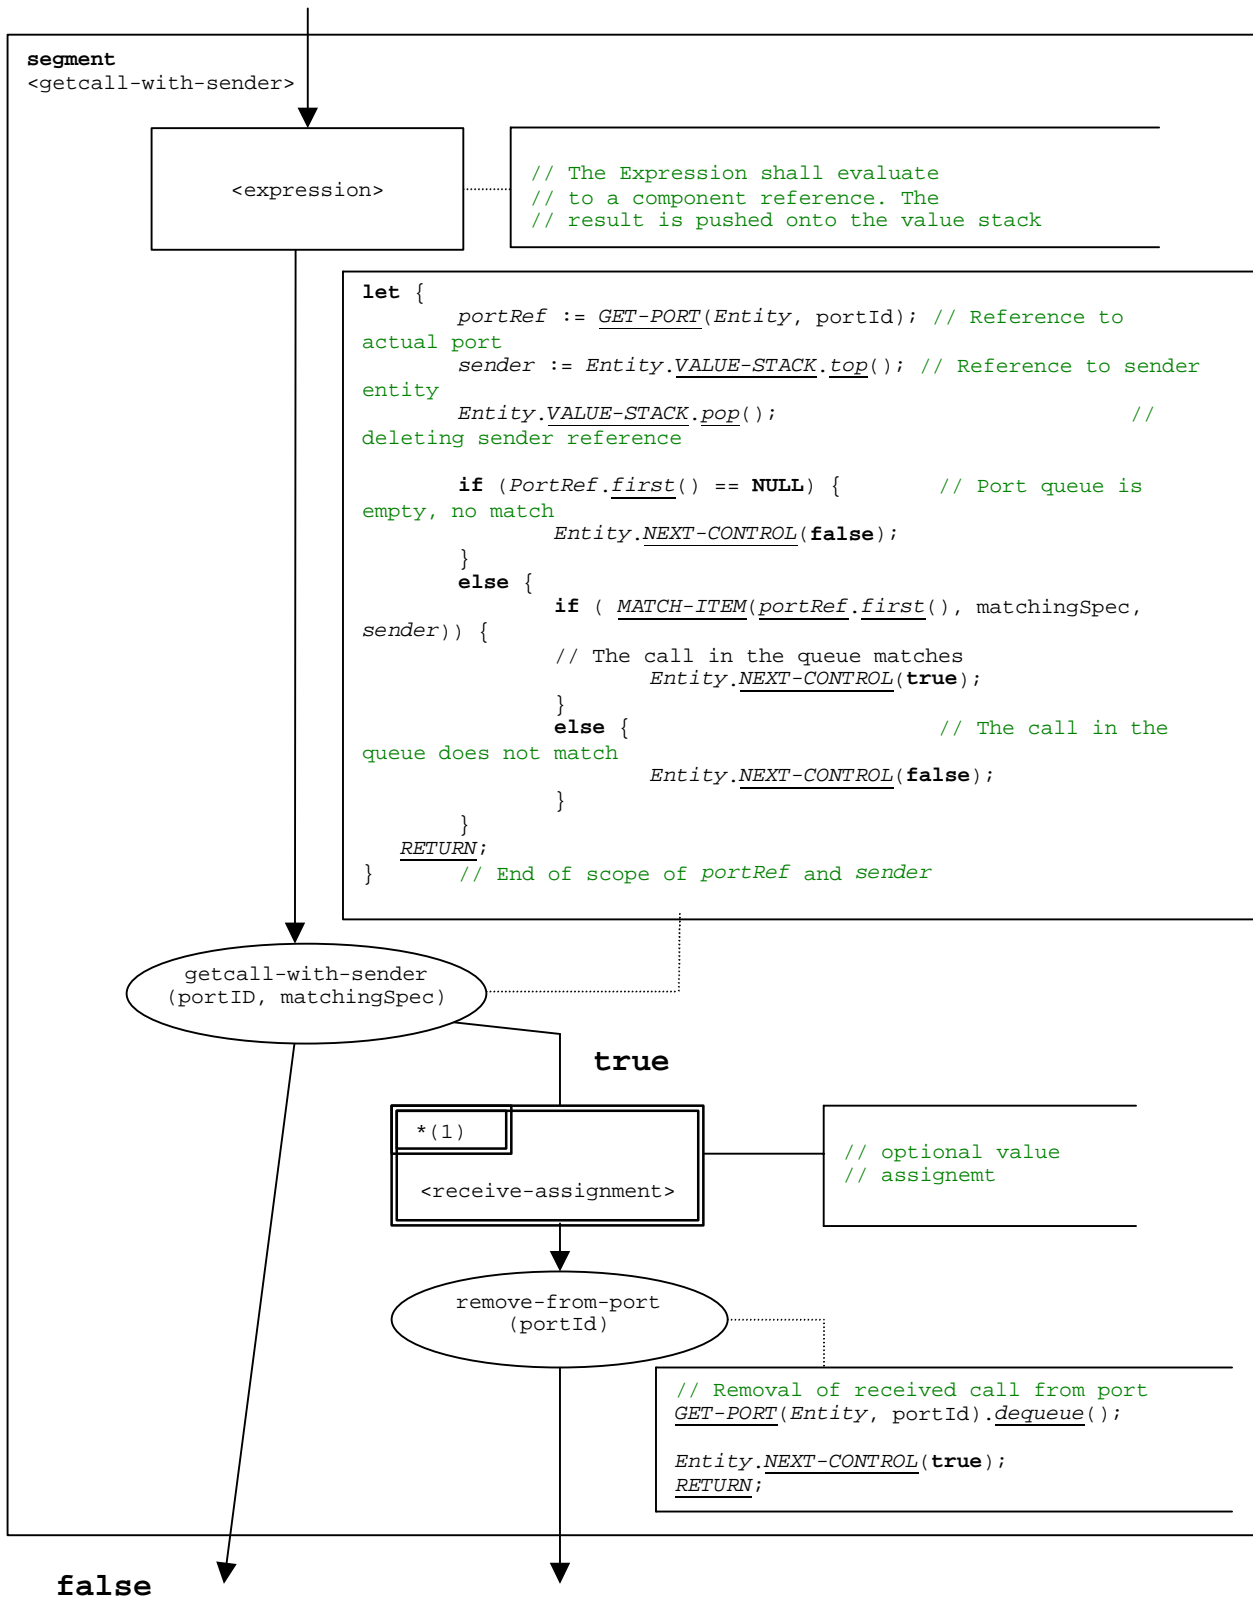 segment
<getcall-with-sender>
<expression>
// The Expression shall evaluate
// to a component reference. The
// result is pushed onto the value stack
let {
portRef := GET-PORT(Entity, portId); // Reference to
actual port
sender := Entity.VALUE-STACK.top(); // Reference to sender
entity
Entity.VALUE-STACK.pop(); //
deleting sender reference
if (PortRef.first() == NULL) { // Port queue is
empty, no match
Entity.NEXT-CONTROL(false);
}
else {
if ( MATCH-ITEM(portRef.first(), matchingSpec,
sender)) {
// The call in the queue matches
Entity.NEXT-CONTROL(true);
}
else { // The call in the
queue does not match
Entity.NEXT-CONTROL(false);
}
}
RETURN;
} // End of scope of portRef and sender
getcall-with-sender
(portID, matchingSpec)
true
*(1)
<receive-assignment>
// optional value
// assignemt
remove-from-port
(portId)
// Removal of received call from port
GET-PORT(Entity, portId).dequeue();
Entity.NEXT-CONTROL(true);
RETURN;
false